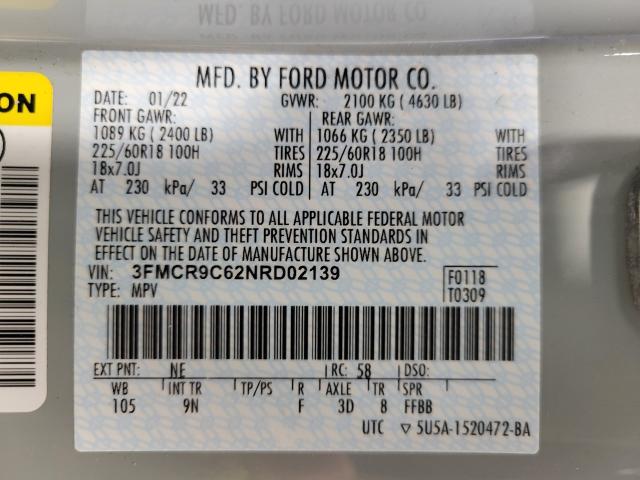 MFD. BY FORD MOTOR CO.
ON
MFD. BY FORD MOTOR CO.
DATE: 01/22 GVWR: 2100 KG ( 4630 LB)
FRONT GAWR: REAR GAWR:
1089 KG ( 2400 LB) WITH 1066 KG ( 2350 LB) WITH
225/60R18 100H TIRES 225/60R18 100H TIRES
18x7.0J RIMS 18x7.0J RIMS
AT 230 kPa/ 33 PSI COLD AT 230 kPa/ 33 PSI COLD
THIS VEHICLE CONFORMS TO ALL APPLICABLE FEDERAL MOTOR
VEHICLE SAFETY AND THEFT PREVENTION STANDARDS IN
EFFECT ON THE DATE OF MANUFACTURE SHOWN ABOVE.
VIN: 3FMCR9C62NRD02139 F0118
TYPE: MPV T0309
EXT PNT: NE RC: 58 DSO:
WB INT TR TP/PS R AXLE TR SPR
105 9N F 3D 8 FFBB
UTC ▽ 5U5A-1520472-BA